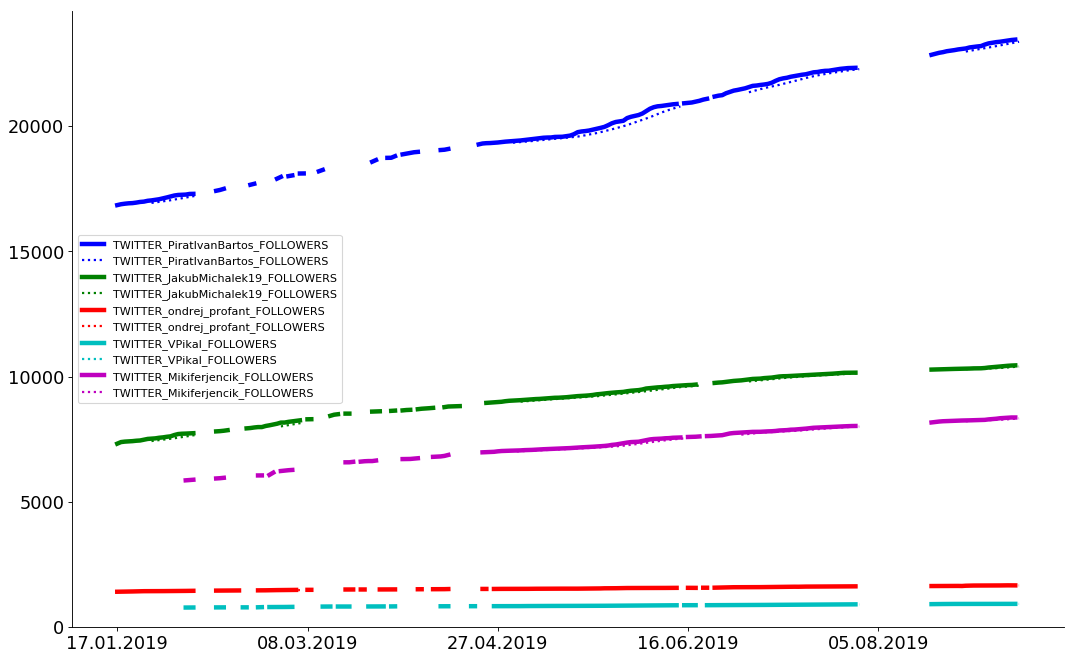 20000
15000
10000
5000
0
TWITTER_PiratIvanBartos_FOLLOWERS
TWITTER_PiratIvanBartos_FOLLOWERS
TWITTER_JakubMichalek19_FOLLOWERS
TWITTER_JakubMichalek19_FOLLOWERS
TWITTER_ondrej_profant_FOLLOWERS
TWITTER_ondrej_profant_FOLLOWERS
TWITTER_VPikal_FOLLOWERS
TWITTER_VPikal_FOLLOWERS
TWITTER_Mikiferjencik_FOLLOWERS
TWITTER_Mikiferjencik_FOLLOWERS
17.01.2019 08.03.2019 27.04.2019 16.06.2019 05.08.2019